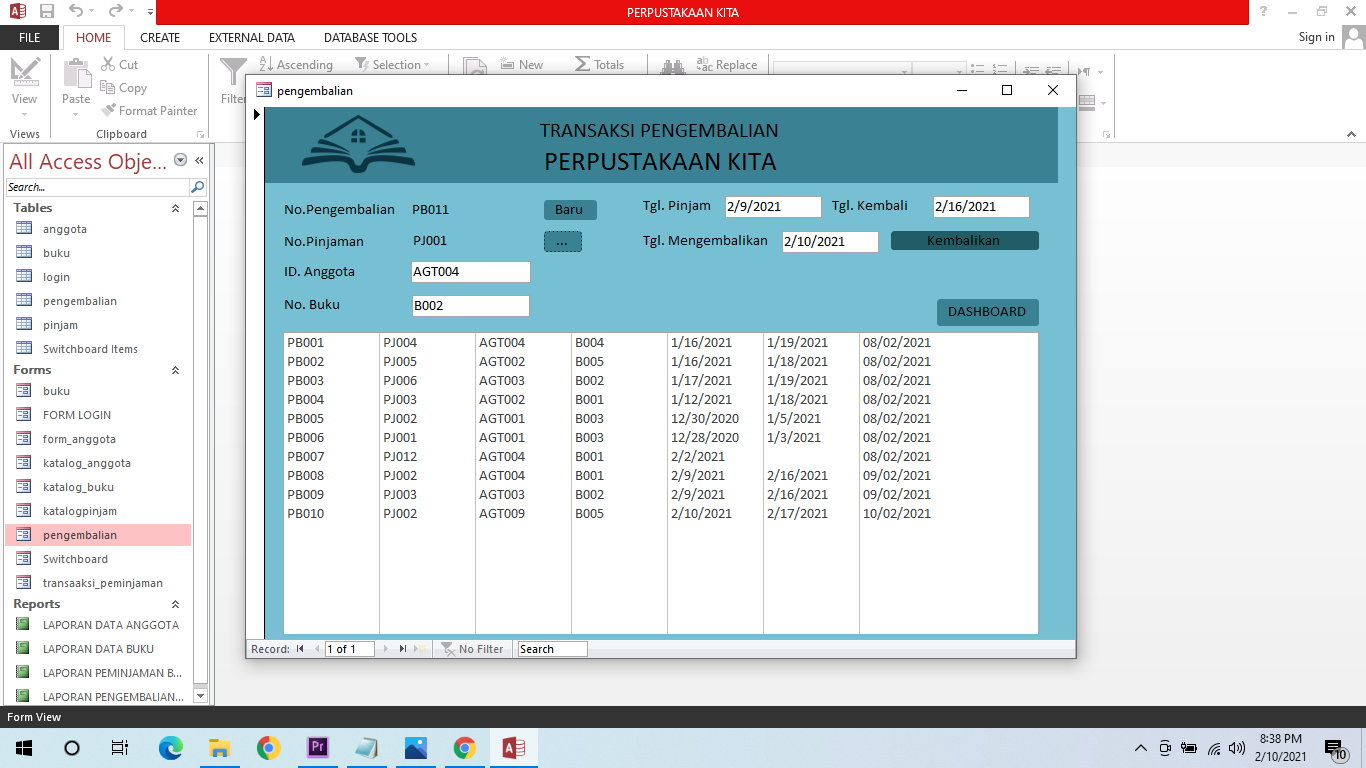 PERPUSTAKAAN KITA
FILE HOME CREATE EXTERNAL DATA DATABASE TOOLS Sign in
View Paste Cut Copy Format Painter Filter Ascending Selection New Totals Replace
Views Clipboard
All Access Obje...
Search...
Tables
anggota
buku
login
pengembalian
pinjam
Switchboard Items
Forms
buku
FORM LOGIN
form_anggota
katalog_anggota
katalog_buku
katalogpinjam
pengembalian
Switchboard
transaaksi_peminjaman
Reports
LAPORAN DATA ANGGOTA
LAPORAN DATA BUKU
LAPORAN PEMINJAMAN B...
LAPORAN PENGEMBALIAN...
pengembalian
TRANSAKSI PENGEMBALIAN
PERPUSTAKAAN KITA
No.Pengembalian PB011 Baru Tgl. Pinjam 2/9/2021 Tgl. Kembali 2/16/2021
No.Pinjaman PJ001 ... Tgl. Mengembalikan 2/10/2021 Kembalikan
ID. Anggota AGT004
No. Buku B002
DASHBOARD
PB001 PJ004 AGT004 B004 1/16/2021 1/19/2021 08/02/2021
PB002 PJ005 AGT002 B005 1/16/2021 1/18/2021 08/02/2021
PB003 PJ006 AGT003 B002 1/17/2021 1/19/2021 08/02/2021
PB004 PJ003 AGT002 B001 1/12/2021 1/18/2021 08/02/2021
PB005 PJ002 AGT001 B003 12/30/2020 1/5/2021 08/02/2021
PB006 PJ001 AGT001 B003 12/28/2020 1/3/2021 08/02/2021
PB007 PJ012 AGT004 B001 2/2/2021 08/02/2021
PB008 PJ002 AGT004 B001 2/9/2021 2/16/2021 09/02/2021
PB009 PJ003 AGT003 B002 2/9/2021 2/16/2021 09/02/2021
PB010 PJ002 AGT009 B005 2/10/2021 2/17/2021 10/02/2021
Record: 1 of 1 No Filter Search
Form View
8:38 PM
2/10/2021
10